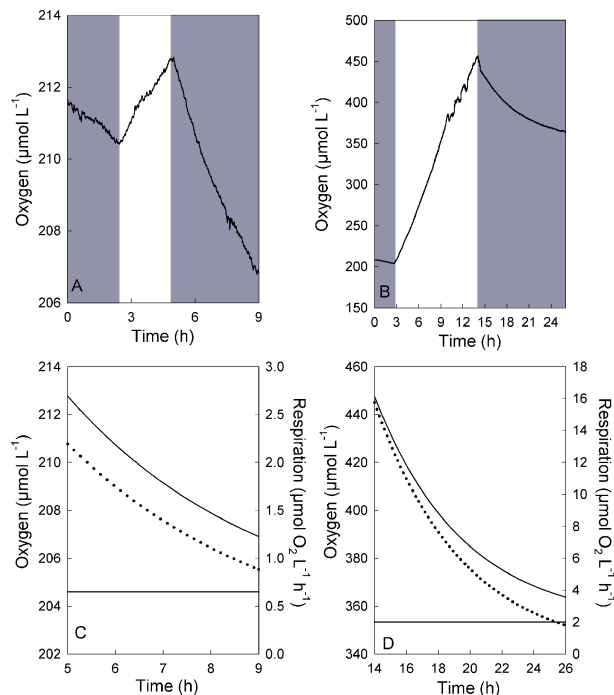 214
212
210
207
206
Oxygen (µmol L⁻¹)
A
0 3 6 9
Time (h)
500
450
400
350
300
250
200
150
Oxygen (µmol L⁻¹)
B
0 3 6 9 12 15 18 21 24
Time (h)
214
212
210
208
206
204
202
Oxygen (µmol L⁻¹)
C
5 6 7 8 9
Time (h)
3.0
2.5
2.0
1.5
1.0
0.5
0.0
Respiration (µmol O₂ L⁻¹ h⁻¹)
460
440
420
400
380
360
340
Oxygen (µmol L⁻¹)
D
14 16 18 20 22 24 26
Time (h)
18
16
14
12
10
8
6
4
2
0
Respiration (µmol O₂ L⁻¹ h⁻¹)